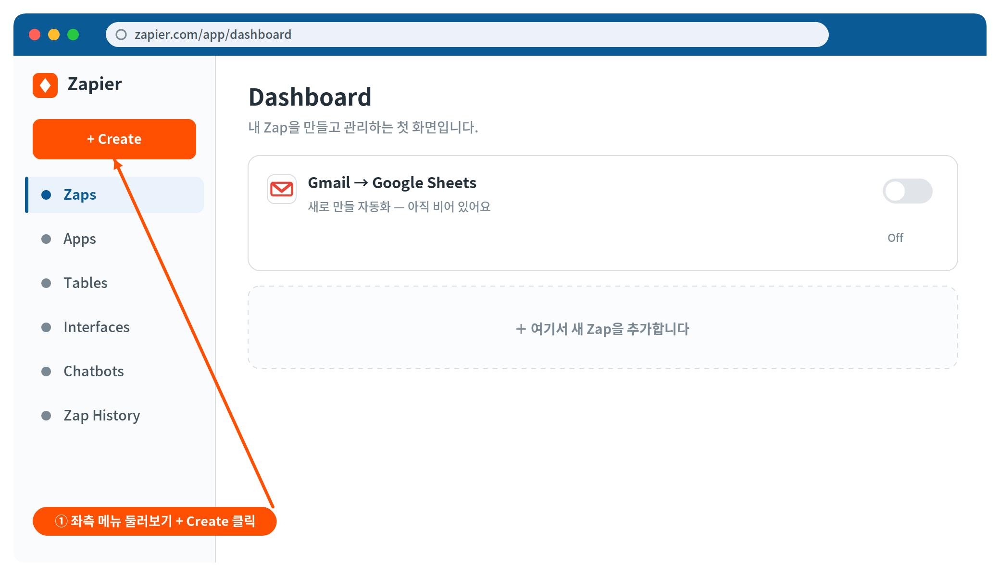 zapier.com/app/dashboard
Zapier
+ Create
Zaps
Apps
Tables
Interfaces
Chatbots
Zap History
① 좌측 메뉴 둘러보기 + Create 클릭
Dashboard
내 Zap을 만들고 관리하는 첫 화면입니다.
Gmail → Google Sheets
새로 만들 자동화 — 아직 비어 있어요
Off
+ 여기서 새 Zap을 추가합니다